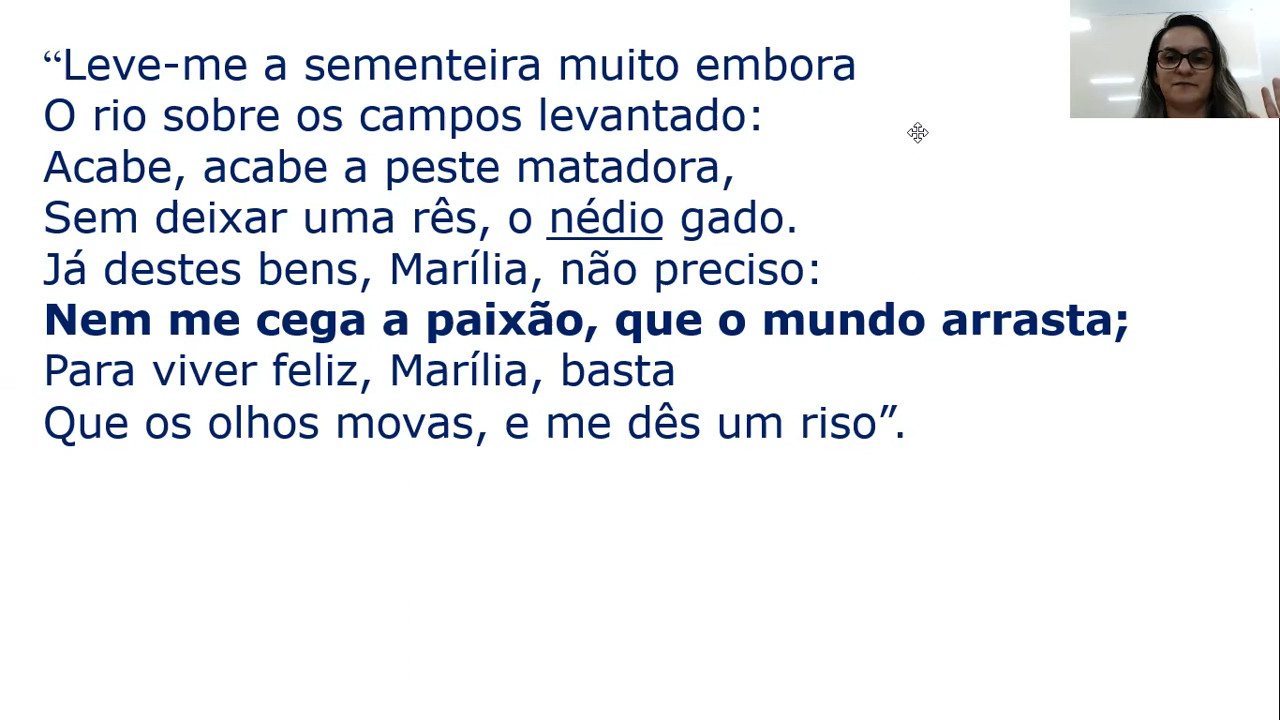 “Leve-me a sementeira muito embora
O rio sobre os campos levantado:
Acabe, acabe a peste matadora,
Sem deixar uma rês, o nédio gado.
Já destes bens, Marília, não preciso:
Nem me cega a paixão, que o mundo arrasta;
Para viver feliz, Marília, basta
Que os olhos movas, e me dês um riso”.